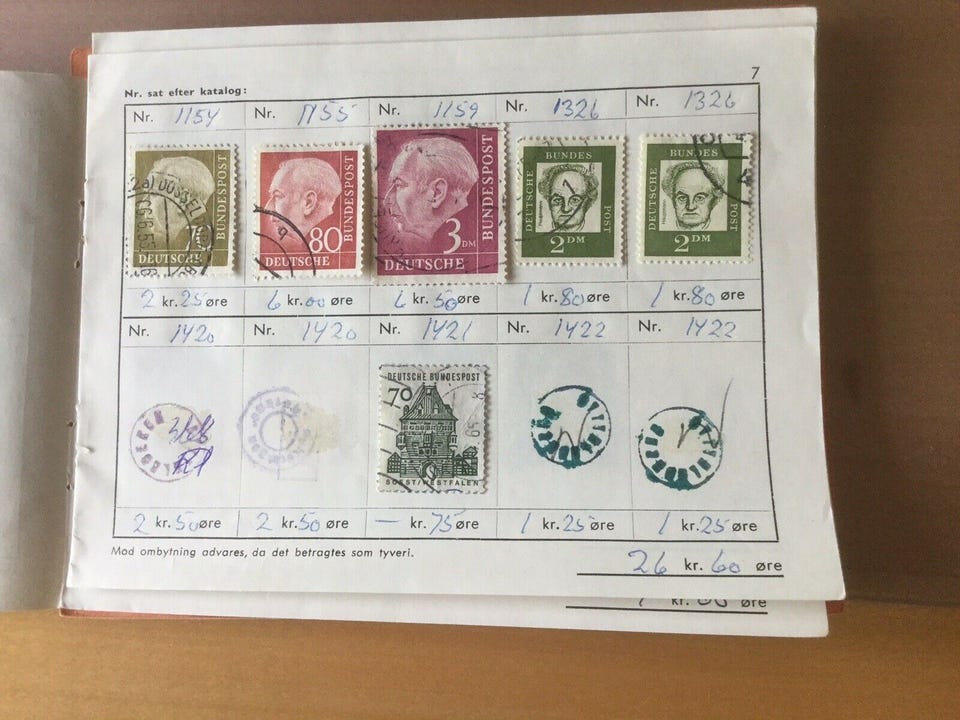 7
Nr. sat efter katalog:
Nr. 1154 Nr. 1155 Nr. 1159 Nr. 1326 Nr. 1326
DÜSSEL
70
DEUTSCHE
BUNDESPOST
80
DEUTSCHE
BUNDESPOST
3 DM
DEUTSCHE
BUNDESPOST
DEUTSCHE
BUNDES
POST
2 DM
DEUTSCHE
BUNDES
POST
2 DM
2 kr. 25 øre 6 kr. 00 øre 6 kr. 50 øre 1 kr. 80 øre 1 kr. 80 øre
Nr. 1420 Nr. 1420 Nr. 1421 Nr. 1422 Nr. 1422
DEUTSCHE BUNDESPOST
70
SOEST/WESTFALEN
2 kr. 50 øre 2 kr. 50 øre — kr. 75 øre 1 kr. 25 øre 1 kr. 25 øre
Mod ombytning advares, da det betragtes som tyveri.
26 kr. 60 øre
kr. øre